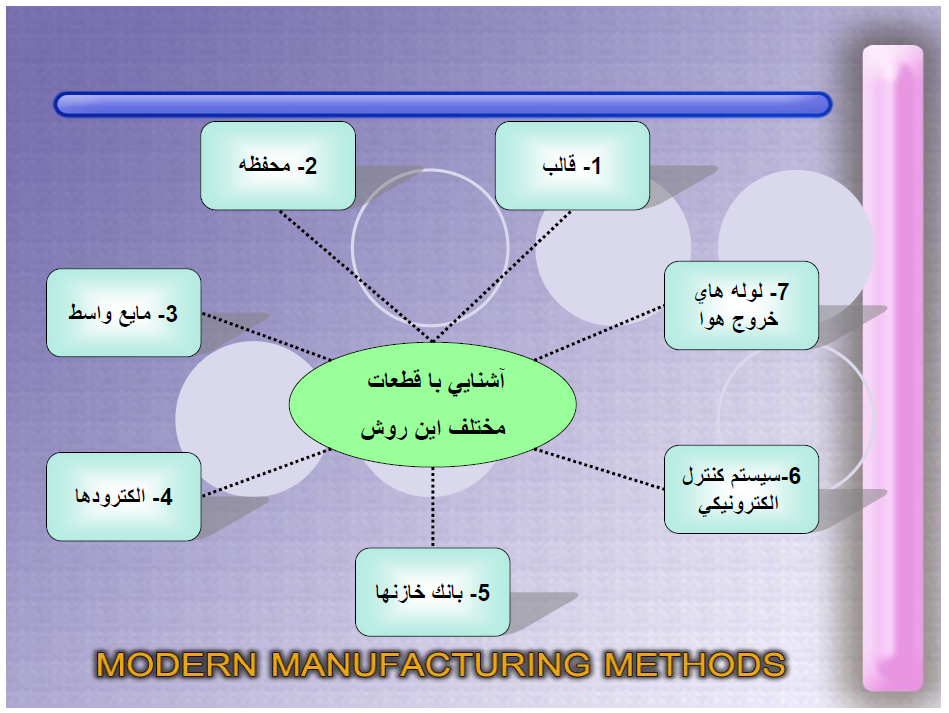 1- قالب
2- محفظه
3- مايع واسط
4- الكترودها
5- بانك خازنها
6-سيستم كنترل
الكترونيكي
7- لوله هاي
خروج هوا
آشنايي با قطعات
مختلف اين روش
MODERN MANUFACTURING METHODS